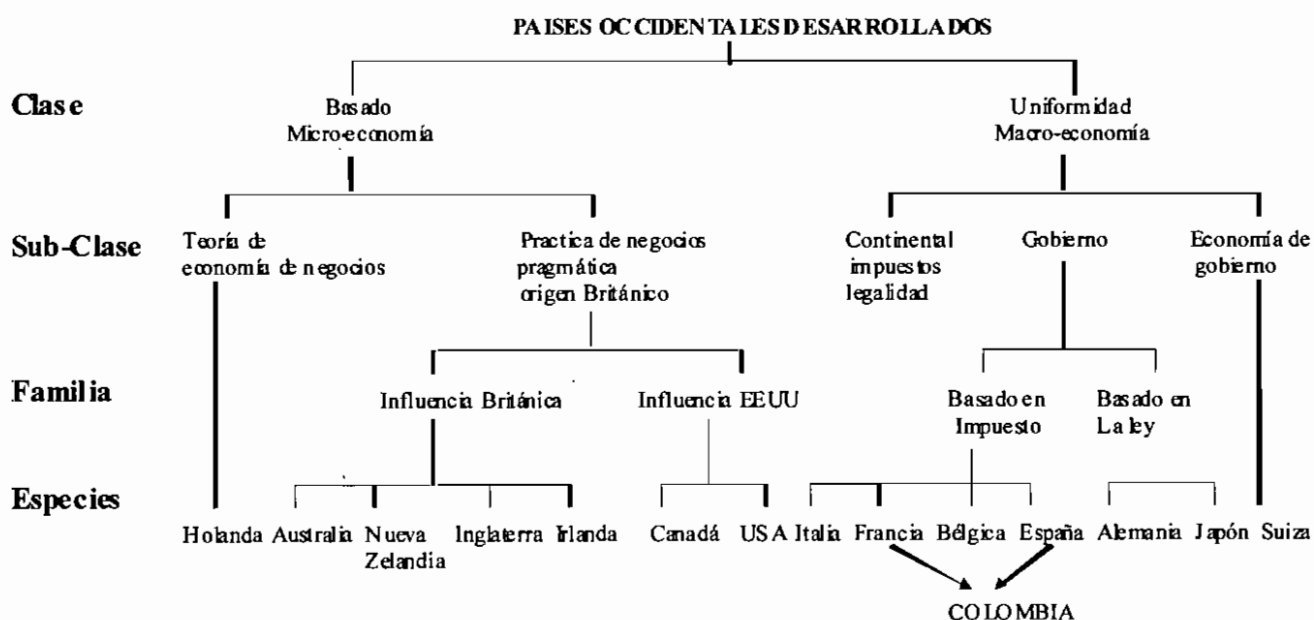 PAISES OCCIDENTALES DESARROLLADOS
Clase
Basado
Micro-economía
Uniformidad
Macro-economía
Sub-Clase
Teoría de
economía de negocios
Practica de negocios
pragmática
origen Británico
Continental
impuestos
legalidad
Gobierno
Economía de
gobierno
Familia
Influencia Británica
Influencia EEUU
Basado en
Impuesto
Basado en
La ley
Especies
Holanda
Australia
Nueva
Zelandia
Inglaterra
Irlanda
Canadá
USA
Italia
Francia
Bélgica
España
Alemania
Japón
Suiza
COLOMBIA